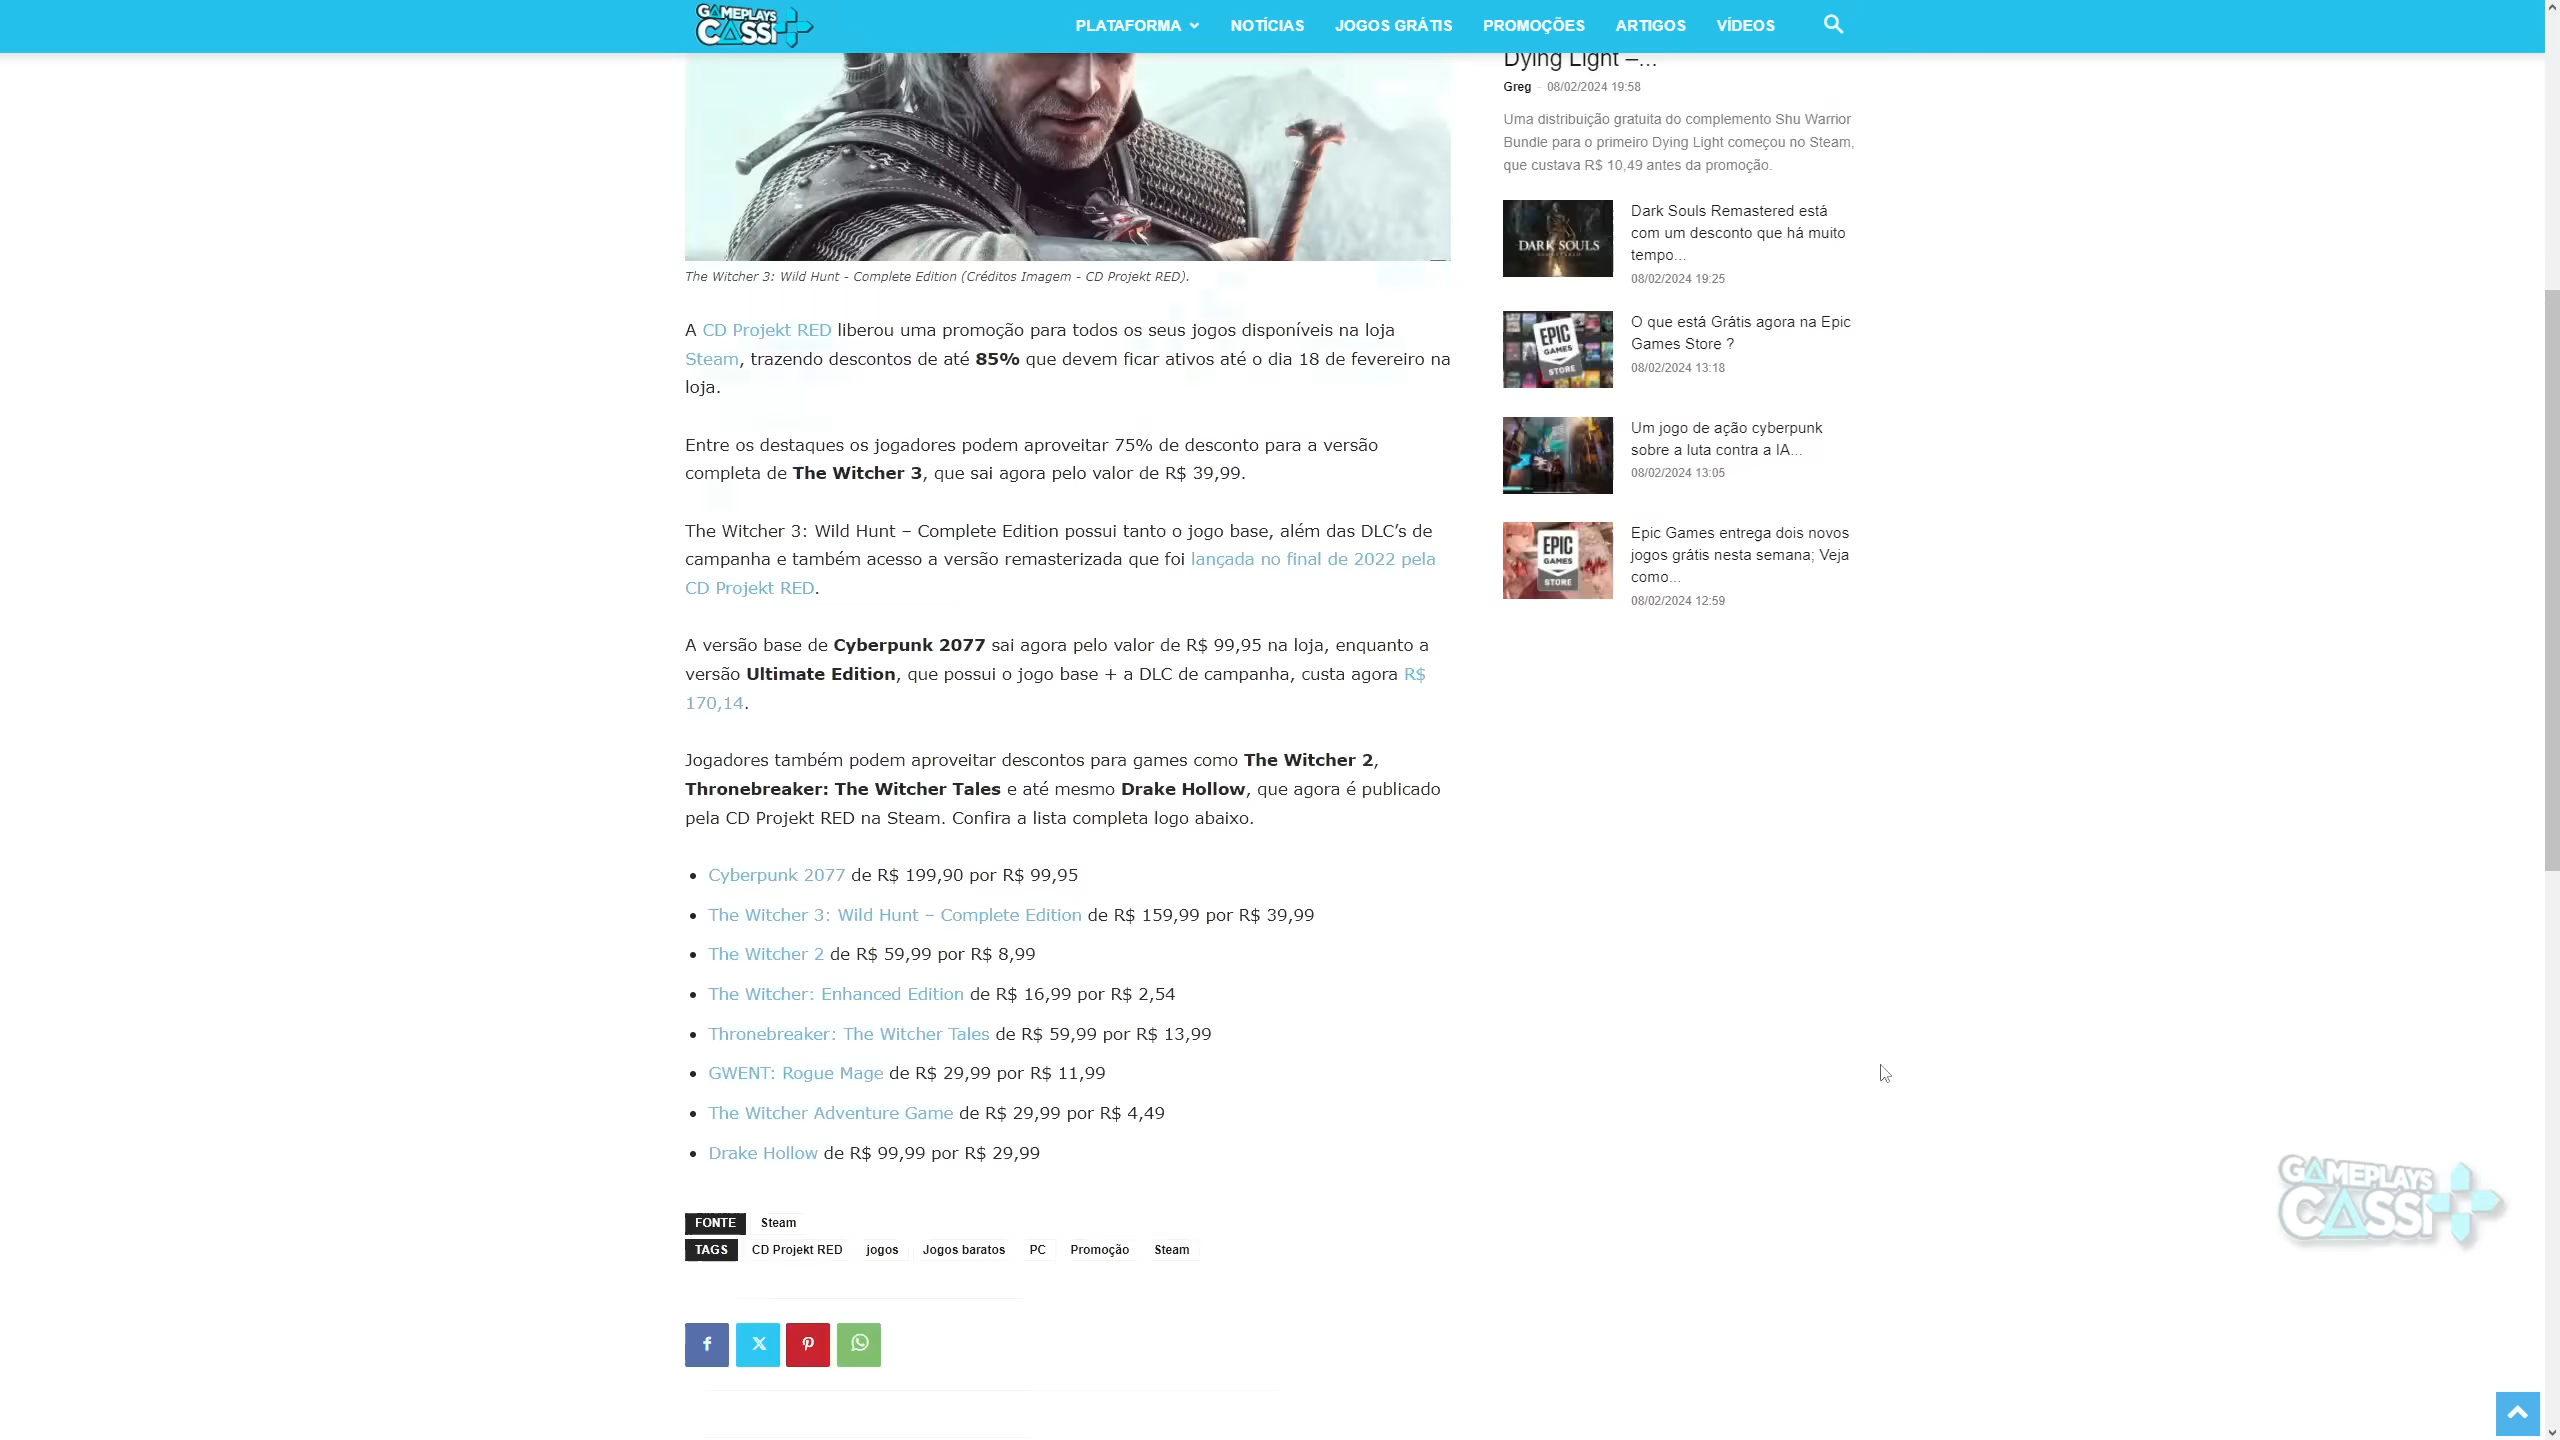 GAMEPLAYS
CASSI
PLATAFORMA
NOTÍCIAS
JOGOS GRÁTIS
PROMOÇÕES
ARTIGOS
VÍDEOS
The Witcher 3: Wild Hunt - Complete Edition (Créditos Imagem - CD Projekt RED).
A CD Projekt RED liberou uma promoção para todos os seus jogos disponíveis na loja
Steam, trazendo descontos de até 85% que devem ficar ativos até o dia 18 de fevereiro na
loja.
Entre os destaques os jogadores podem aproveitar 75% de desconto para a versão
completa de The Witcher 3, que sai agora pelo valor de R$ 39,99.
The Witcher 3: Wild Hunt – Complete Edition possui tanto o jogo base, além das DLC’s de
campanha e também acesso a versão remasterizada que foi lançada no final de 2022 pela
CD Projekt RED.
A versão base de Cyberpunk 2077 sai agora pelo valor de R$ 99,95 na loja, enquanto a
versão Ultimate Edition, que possui o jogo base + a DLC de campanha, custa agora R$
170,14.
Jogadores também podem aproveitar descontos para games como The Witcher 2,
Thronebreaker: The Witcher Tales e até mesmo Drake Hollow, que agora é publicado
pela CD Projekt RED na Steam. Confira a lista completa logo abaixo.
• Cyberpunk 2077 de R$ 199,90 por R$ 99,95
• The Witcher 3: Wild Hunt – Complete Edition de R$ 159,99 por R$ 39,99
• The Witcher 2 de R$ 59,99 por R$ 8,99
• The Witcher: Enhanced Edition de R$ 16,99 por R$ 2,54
• Thronebreaker: The Witcher Tales de R$ 59,99 por R$ 13,99
• GWENT: Rogue Mage de R$ 29,99 por R$ 11,99
• The Witcher Adventure Game de R$ 29,99 por R$ 4,49
• Drake Hollow de R$ 99,99 por R$ 29,99
FONTE Steam
TAGS CD Projekt RED jogos Jogos baratos PC Promoção Steam
Dying Light –...
Greg - 08/02/2024 19:58
Uma distribuição gratuita do complemento Shu Warrior
Bundle para o primeiro Dying Light começou no Steam,
que custava R$ 10,49 antes da promoção.
DARK SOULS
REMASTERED
Dark Souls Remastered está
com um desconto que há muito
tempo...
08/02/2024 19:25
EPIC
GAMES
STORE
O que está Grátis agora na Epic
Games Store ?
08/02/2024 13:18
Um jogo de ação cyberpunk
sobre a luta contra a IA...
08/02/2024 13:05
EPIC
GAMES
STORE
Epic Games entrega dois novos
jogos grátis nesta semana; Veja
como...
08/02/2024 12:59
GAMEPLAYS
CASSI